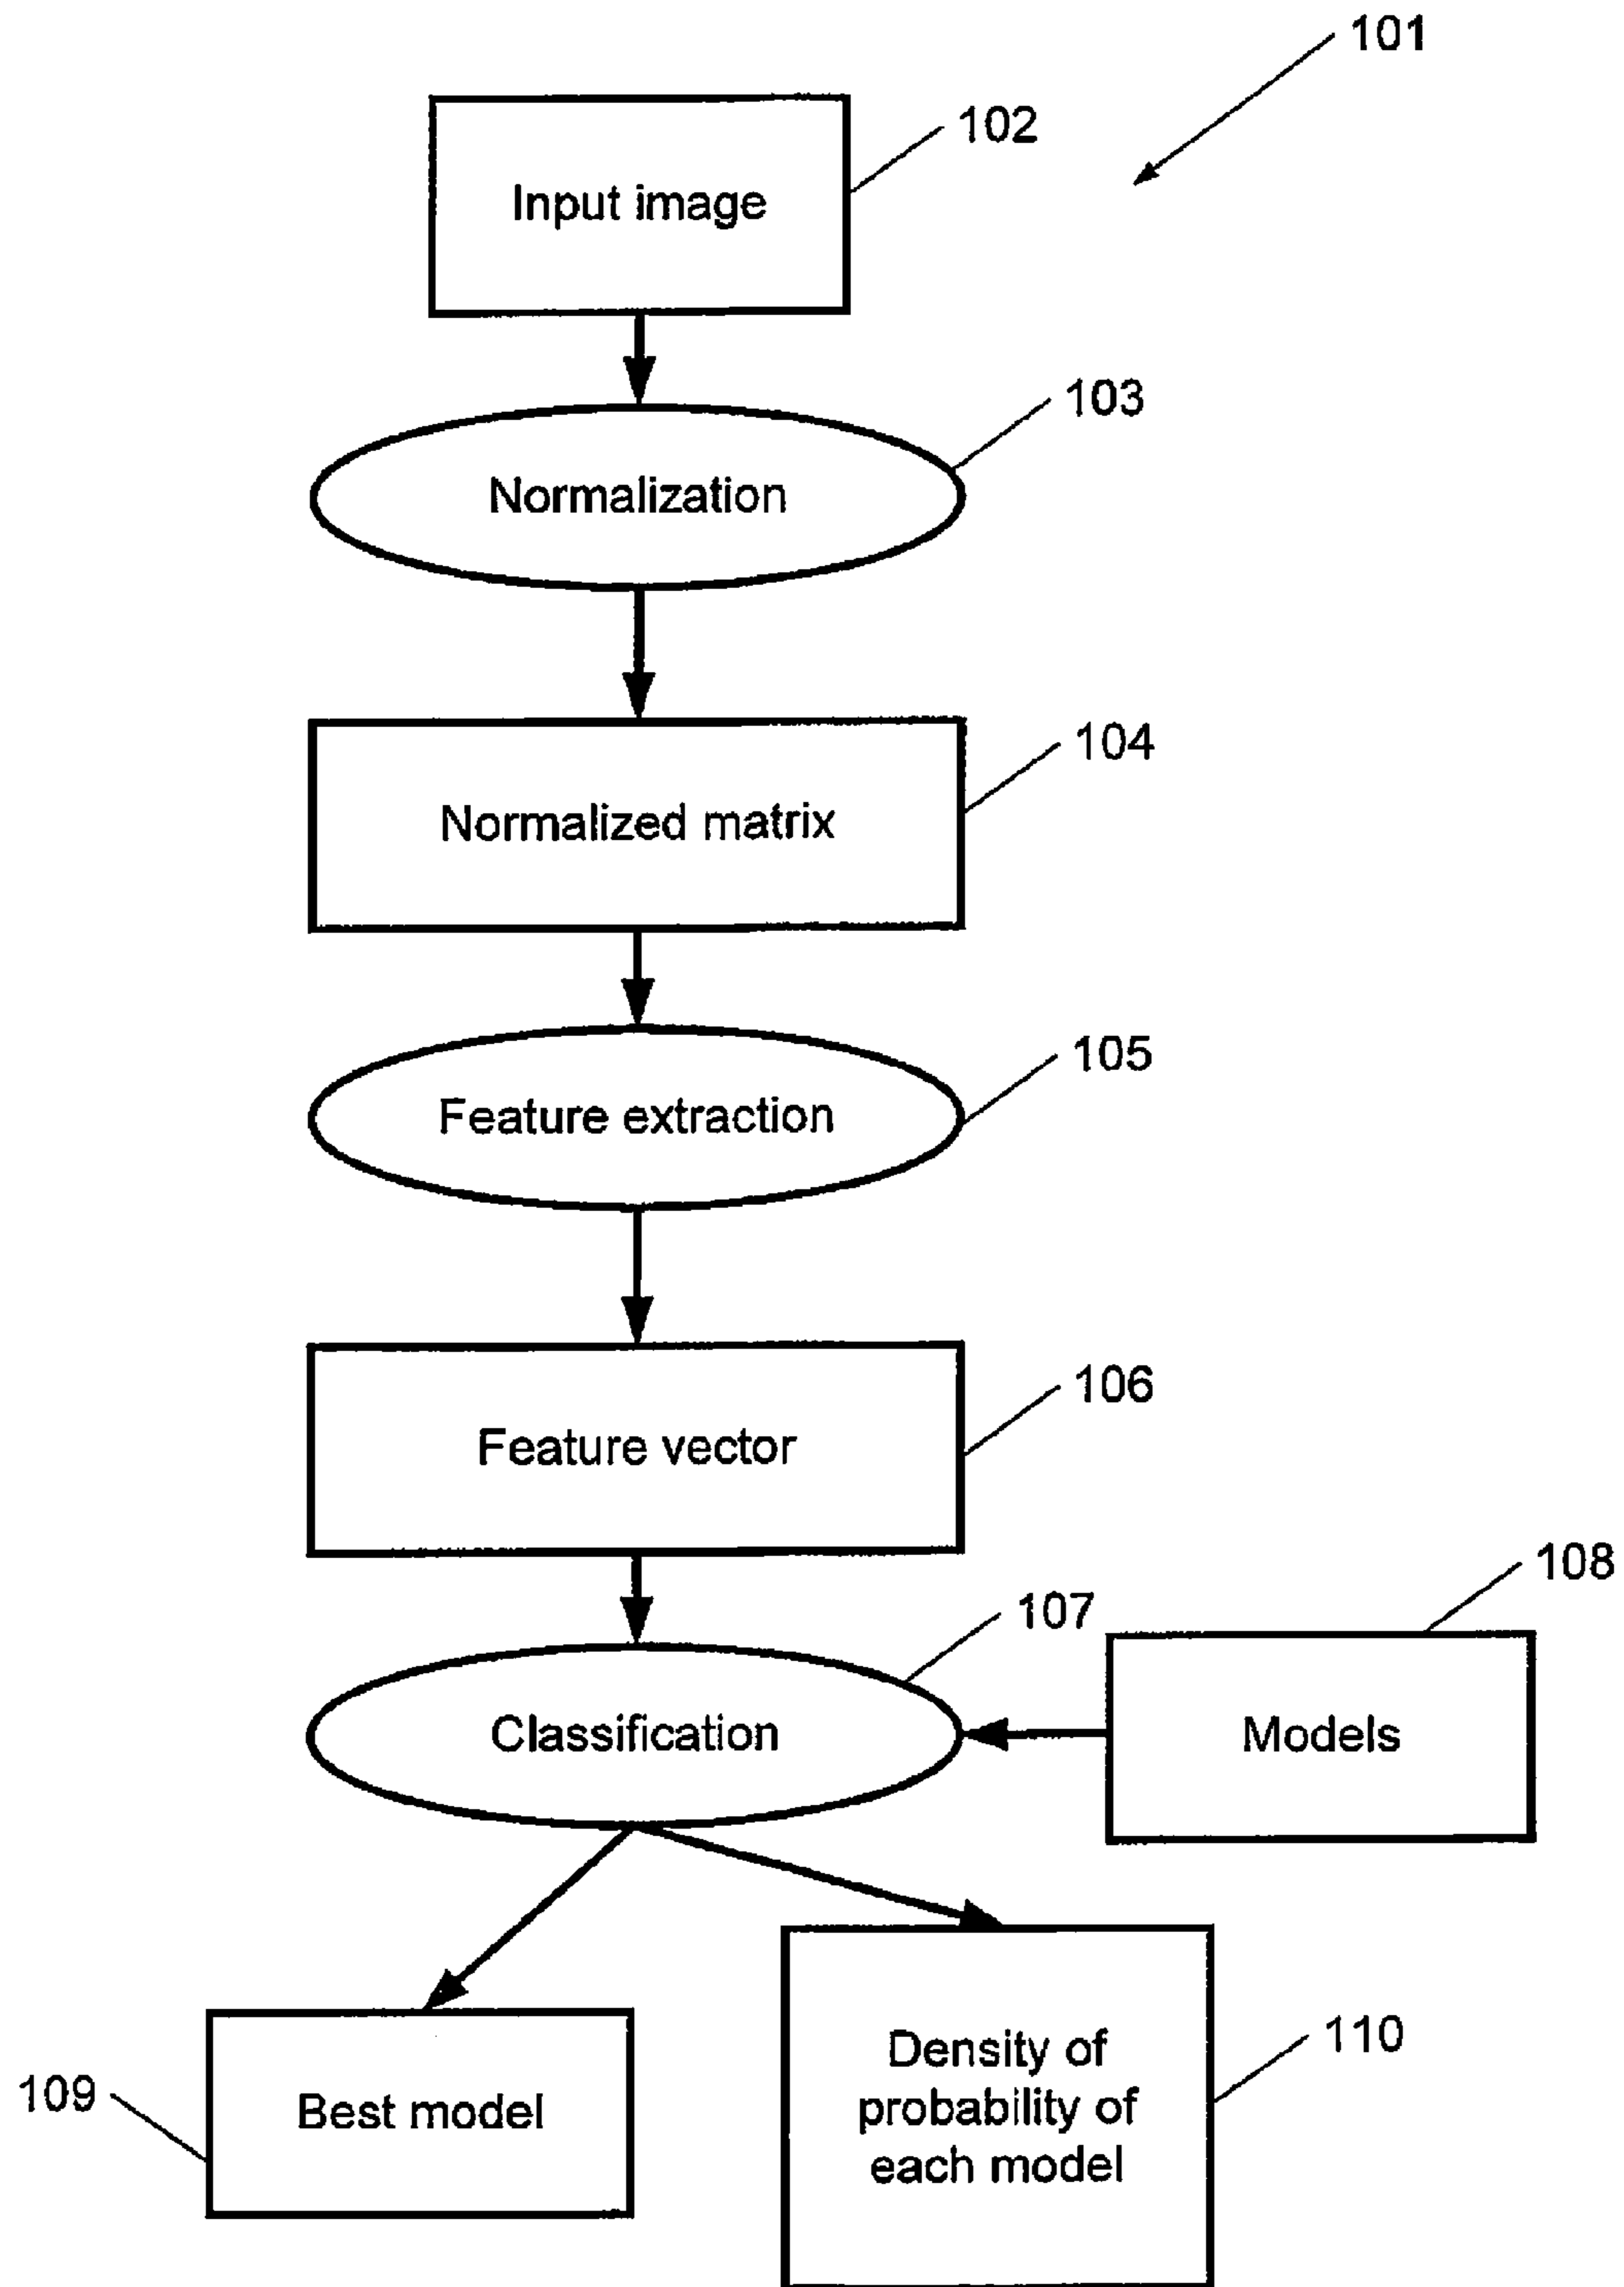 101
102
Input image
103
Normalization
104
Normalized matrix
105
Feature extraction
106
Feature vector
108
107
Classification
Models
109
Best model
110
Density of
probability of
each model